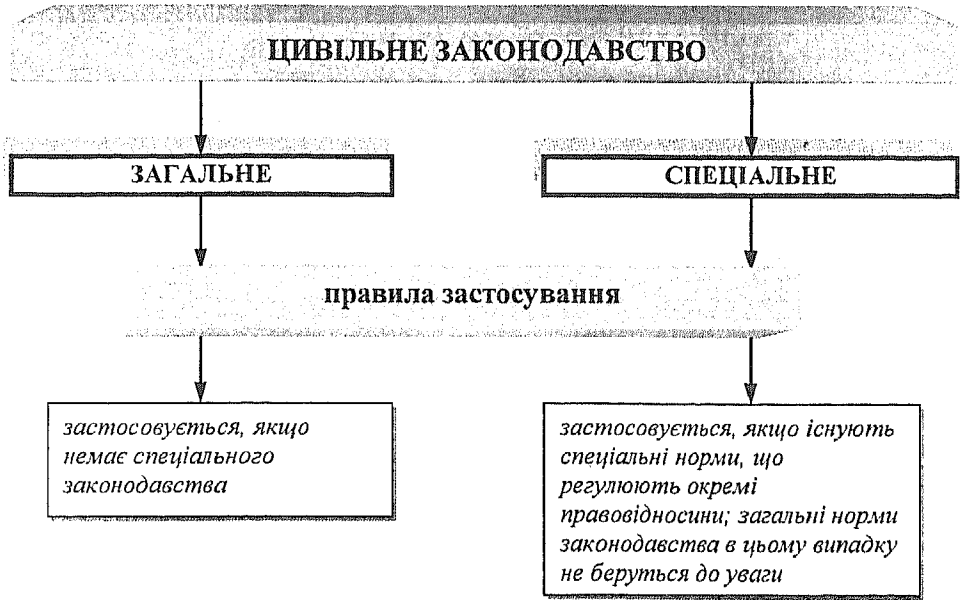 ЦИВІЛЬНЕ ЗАКОНОДАВСТВО
ЗАГАЛЬНЕ
СПЕЦІАЛЬНЕ
правила застосування
застосовується, якщо
немає спеціального
законодавства
застосовується, якщо існують
спеціальні норми, що
регулюють окремі
правовідносини; загальні норми
законодавства в цьому випадку
не беруться до уваги